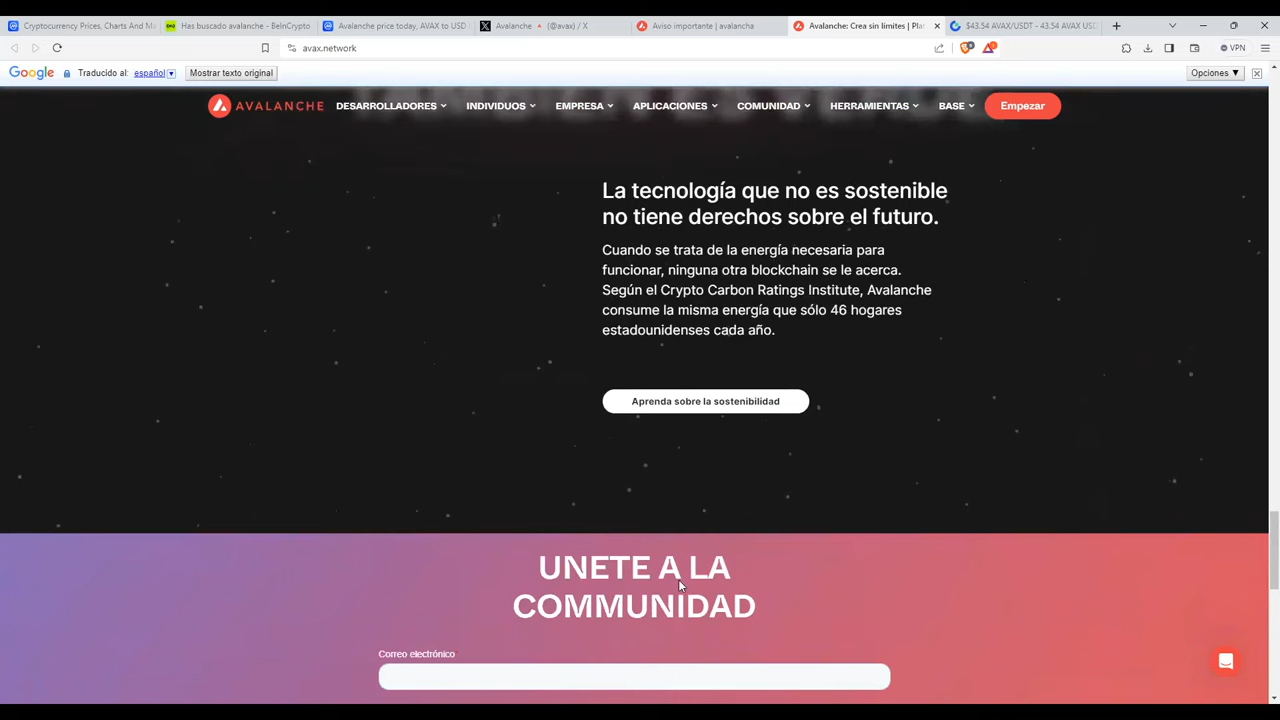 Cryptocurrency Prices, Charts And M
Has buscado avalanche - BeInCrypto
Avalanche price today, AVAX to USD
Avalanche (@avax) / X
Aviso importante | avalancha
Avalanche: Crea sin límites | Pla
$43.54 AVAX/USDT - 43.54 AVAX USD
avax.network
VPN
Google
Traducido al: español
Mostrar texto original
Opciones ▼
AVALANCHE
DESARROLLADORES
INDIVIDUOS
EMPRESA
APLICACIONES
COMUNIDAD
HERRAMIENTAS
BASE
Empezar
La tecnología que no es sostenible
no tiene derechos sobre el futuro.
Cuando se trata de la energía necesaria para
funcionar, ninguna otra blockchain se le acerca.
Según el Crypto Carbon Ratings Institute, Avalanche
consume la misma energía que sólo 46 hogares
estadounidenses cada año.
Aprenda sobre la sostenibilidad
UNETE A LA
COMMUNIDAD
Correo electrónico